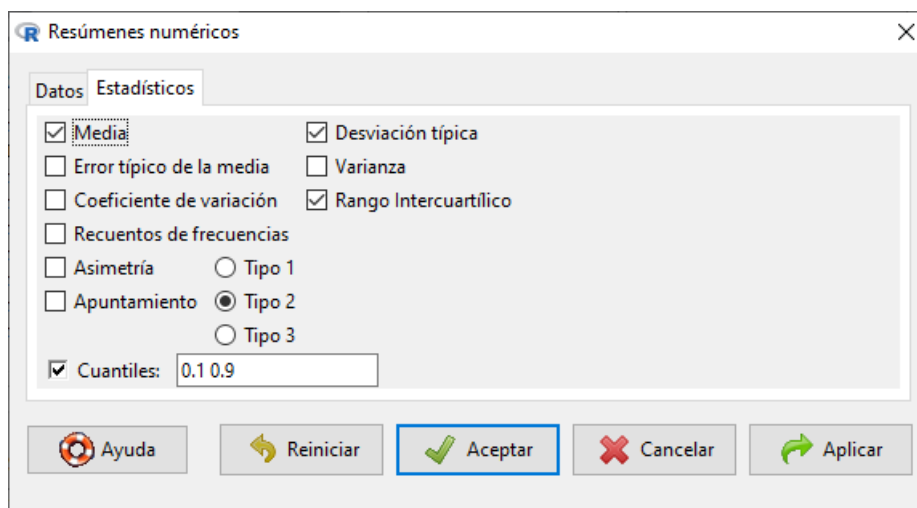 Resúmenes numéricos
Datos Estadísticos
Media Desviación típica
Error típico de la media Varianza
Coeficiente de variación Rango Intercuartílico
Recuentos de frecuencias
Asimetría Tipo 1
Apuntamiento Tipo 2
Tipo 3
Cuantiles: 0.1 0.9
Ayuda Reiniciar Aceptar Cancelar Aplicar